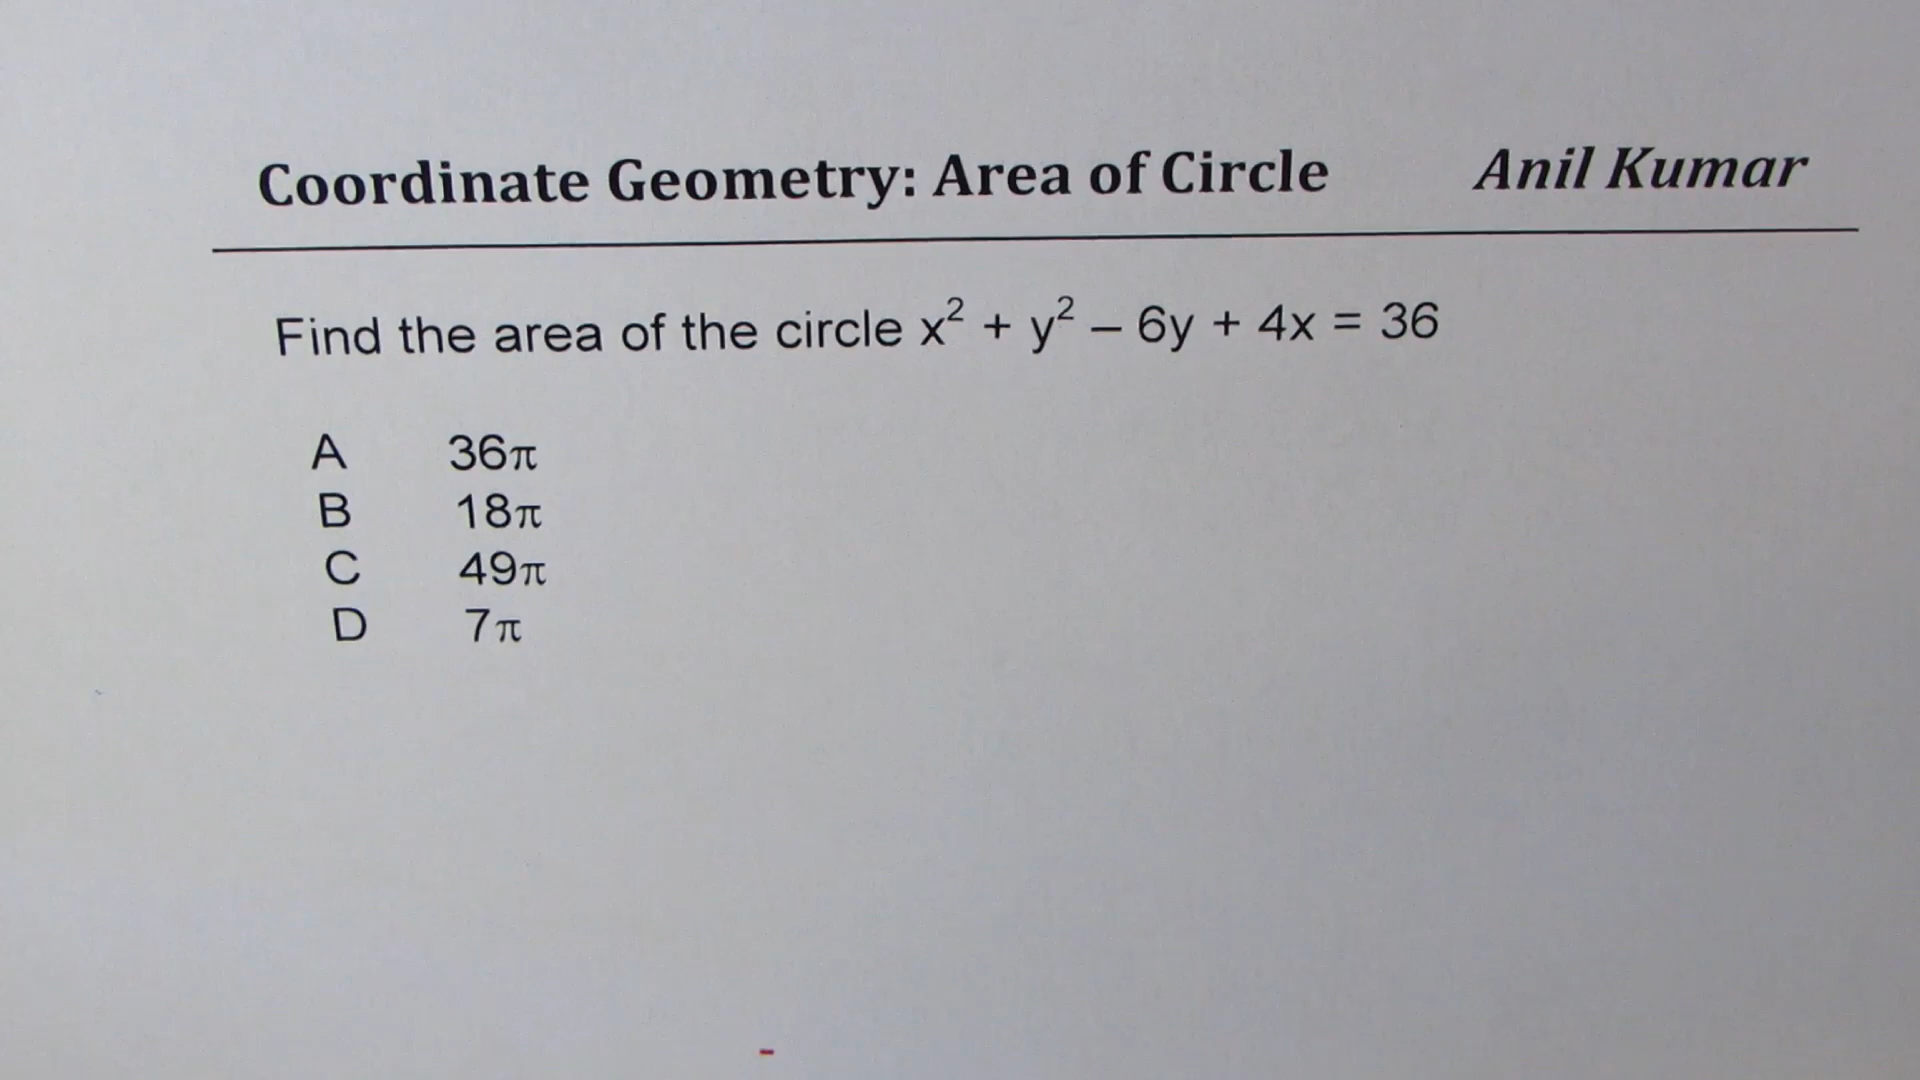 Coordinate Geometry: Area of Circle Anil Kumar
Find the area of the circle x² + y² – 6y + 4x = 36
A 36π
B 18π
C 49π
D 7π